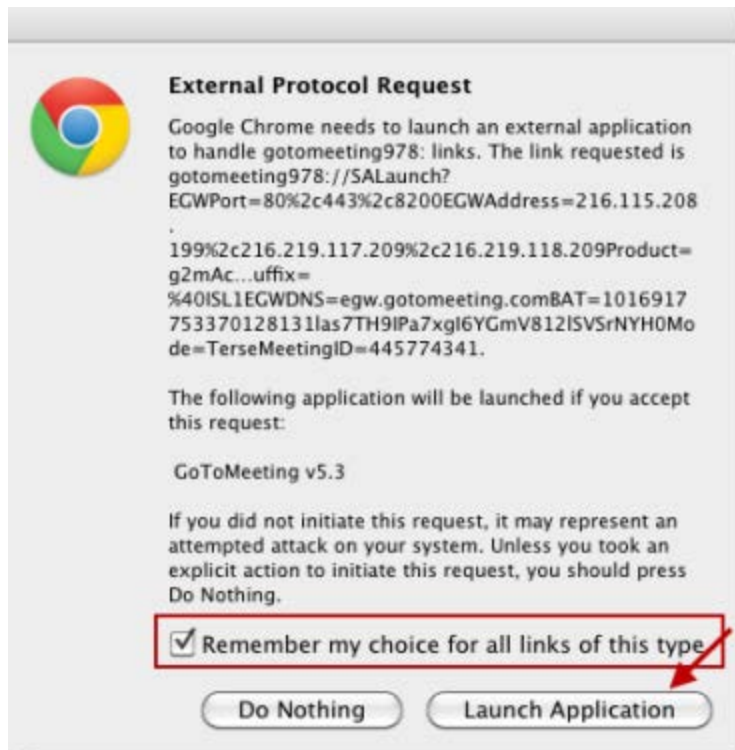 External Protocol Request
Google Chrome needs to launch an external application
to handle gotomeeting978: links. The link requested is
gotomeeting978://SALaunch?
EGWPort=80%2c443%2c8200EGWAddress=216.115.208
.
199%2c216.219.117.209%2c216.219.118.209Product=
g2mAc...uffix=
%40ISL1EGWDNS=egw.gotomeeting.comBAT=1016917
753370128131las7TH9IPa7xgI6YGmV812lSVSrNYH0Mo
de=TerseMeetingID=445774341.
The following application will be launched if you accept
this request:
GoToMeeting v5.3
If you did not initiate this request, it may represent an
attempted attack on your system. Unless you took an
explicit action to initiate this request, you should press
Do Nothing.
Remember my choice for all links of this type
Do Nothing Launch Application